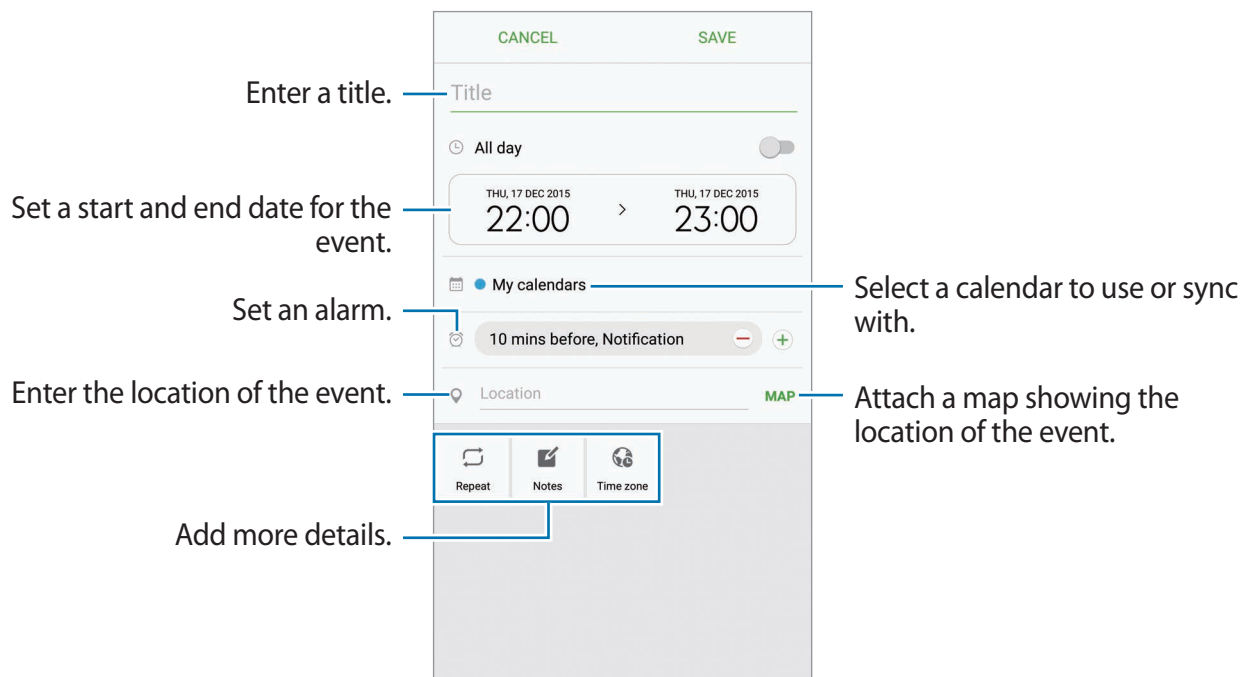 CANCEL SAVE
Enter a title.
Title
All day
Set a start and end date for the
event.
THU, 17 DEC 2015 THU, 17 DEC 2015
22:00 > 23:00
My calendars
Select a calendar to use or sync
with.
Set an alarm.
10 mins before, Notification
Enter the location of the event.
Location
MAP
Attach a map showing the
location of the event.
Repeat Notes Time zone
Add more details.